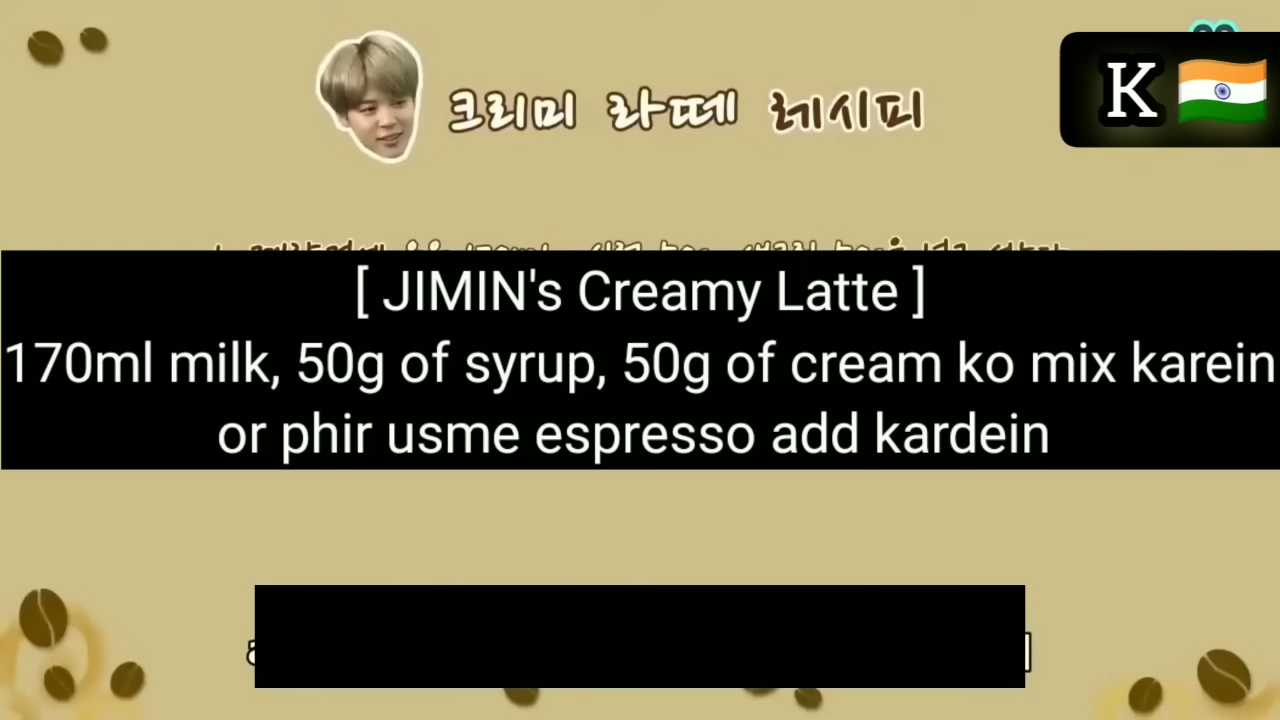 크리미 라떼 레시피
K
[ JIMIN's Creamy Latte ]
170ml milk, 50g of syrup, 50g of cream ko mix karein
or phir usme espresso add kardein